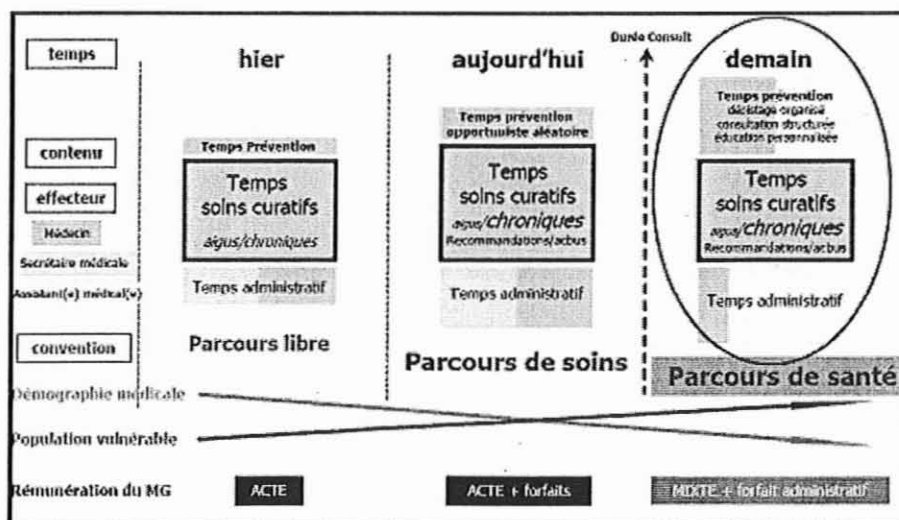 temps
hier
aujourd'hui
Durée Consult
demain
contenu
Temps Prévention
Temps prévention
opportuniste aléatoire
Temps prévention
dépistage organisé
consultation structurée
éducation personnalisée
effecteur
Médecin
Secrétaire médicale
Assistant(e) médical(e)
Temps
soins curatifs
aigus/chroniques
Temps
soins curatifs
aigus/chroniques
Recommandations/actus
Temps
soins curatifs
aigus/chroniques
Recommandations/actus
Temps administratif
Temps administratif
Temps administratif
convention
Parcours libre
Parcours de soins
Parcours de santé
Démographie médicale
Population vulnérable
Rémunération du MG
ACTE
ACTE + forfaits
MIXTE + forfait administratif